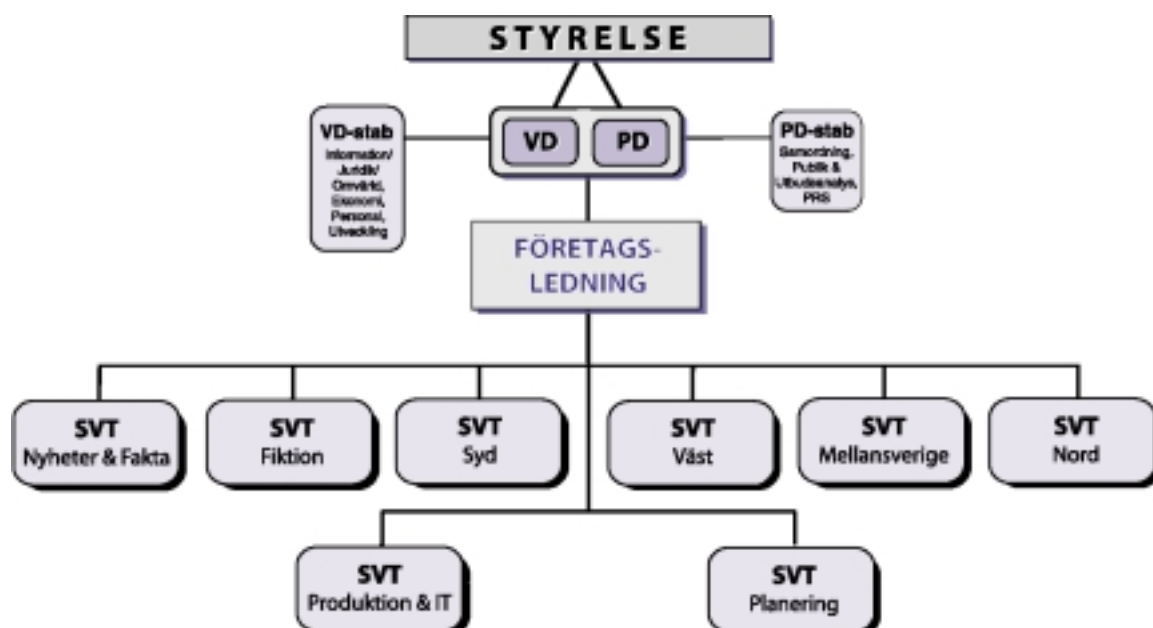 STYRELSE
VD-stab
Information/
Juridik/
Omvärld,
Ekonomi,
Personal,
Utveckling
VD
PD
PD-stab
Samordning,
Publik &
Utbudsanalys,
PRS
FÖRETAGS-
LEDNING
SVT
Nyheter & Fakta
SVT
Fiktion
SVT
Syd
SVT
Väst
SVT
Mellansverige
SVT
Nord
SVT
Produktion & IT
SVT
Planering